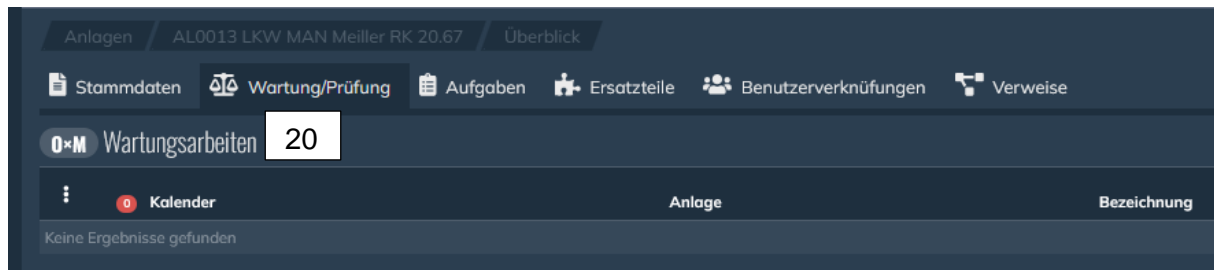 Anlagen AL0013 LKW MAN Meiller RK 20.67 Überblick
Stammdaten Wartung/Prüfung Aufgaben Ersatzteile Benutzerverknüfungen Verweise
0×M Wartungsarbeiten 20
0 Kalender Anlage Bezeichnung
Keine Ergebnisse gefunden